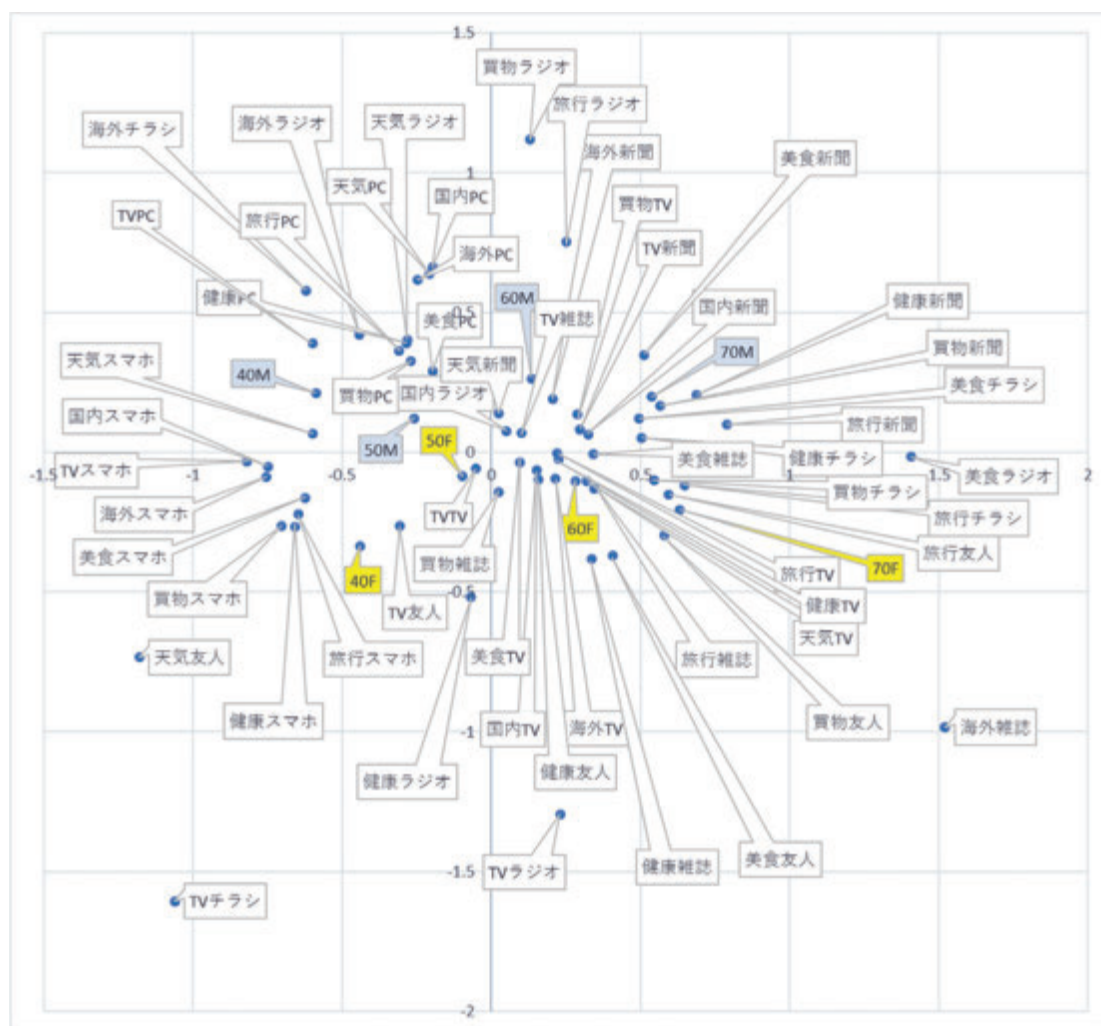 1.5
買物ラジオ
旅行ラジオ
海外チラシ
海外ラジオ
天気ラジオ
海外新聞
美食新聞
1
天気PC
国内PC
買物TV
TVPC
旅行PC
海外PC
TV新聞
健康PC
0.5
60M
美食PC
TV雑誌
国内新聞
健康新聞
天気スマホ
40M
天気新聞
70M
買物新聞
買物PC
国内ラジオ
美食チラシ
国内スマホ
50M
50F
旅行新聞
-1.5
-1
-0.5
0
0.5
1
1.5
2
美食雑誌
健康チラシ
美食ラジオ
TVスマホ
買物チラシ
海外スマホ
TVTV
60F
旅行チラシ
美食スマホ
買物雑誌
旅行友人
40F
旅行TV
70F
買物スマホ
-0.5
TV友人
健康TV
天気TV
天気友人
旅行スマホ
美食TV
旅行雑誌
健康スマホ
国内TV
海外TV
買物友人
海外雑誌
-1
健康ラジオ
健康友人
TVラジオ
健康雑誌
美食友人
-1.5
TVチラシ
-2